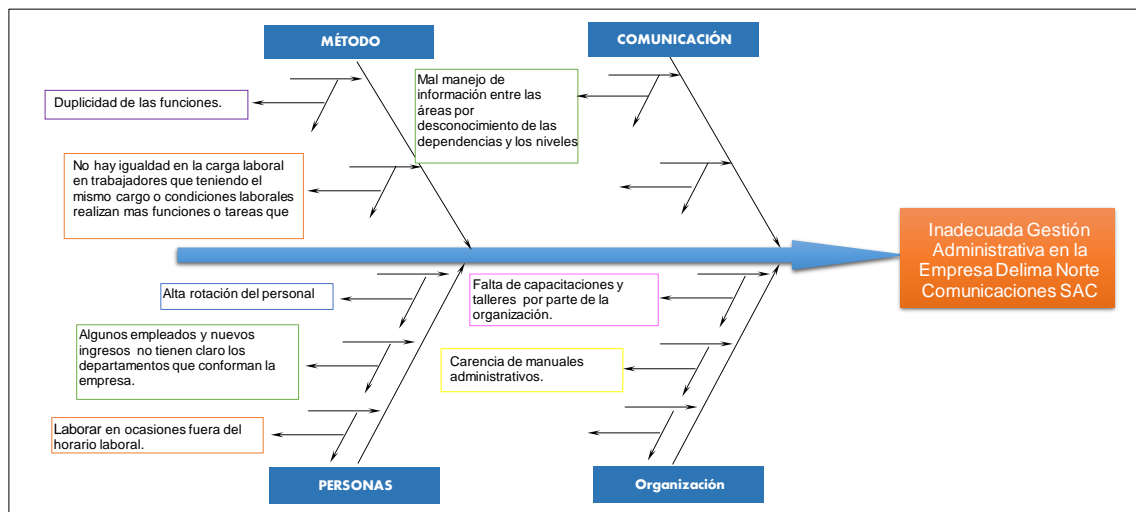 MÉTODO
COMUNICACIÓN
Duplicidad de las funciones.
Mal manejo de
información entre las
áreas por
desconocimiento de las
dependencias y los niveles
No hay igualdad en la carga laboral
en trabajadores que teniendo el
mismo cargo o condiciones laborales
realizan mas funciones o tareas que
Inadecuada Gestión
Administrativa en la
Empresa Delima Norte
Comunicaciones SAC
Alta rotación del personal
Falta de capacitaciones y
talleres por parte de la
organización.
Algunos empleados y nuevos
ingresos no tienen claro los
departamentos que conforman la
empresa.
Carencia de manuales
administrativos.
Laborar en ocasiones fuera del
horario laboral.
PERSONAS
Organización